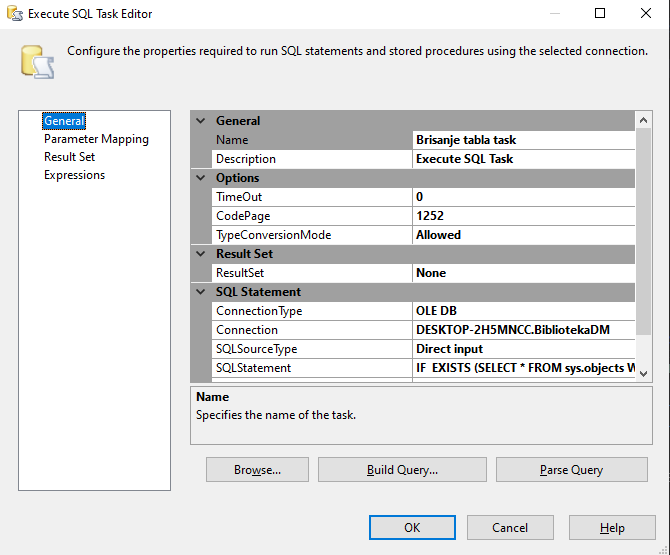 Execute SQL Task Editor
Configure the properties required to run SQL statements and stored procedures using the selected connection.
General
Parameter Mapping
Result Set
Expressions
General
Name Brisanje tabla task
Description Execute SQL Task
Options
TimeOut 0
CodePage 1252
TypeConversionMode Allowed
Result Set
ResultSet None
SQL Statement
ConnectionType OLE DB
Connection DESKTOP-2H5MNCC.BibliotekaDM
SQLSourceType Direct input
SQLStatement IF EXISTS (SELECT * FROM sys.objects W
Name
Specifies the name of the task.
Browse... Build Query... Parse Query
OK Cancel Help